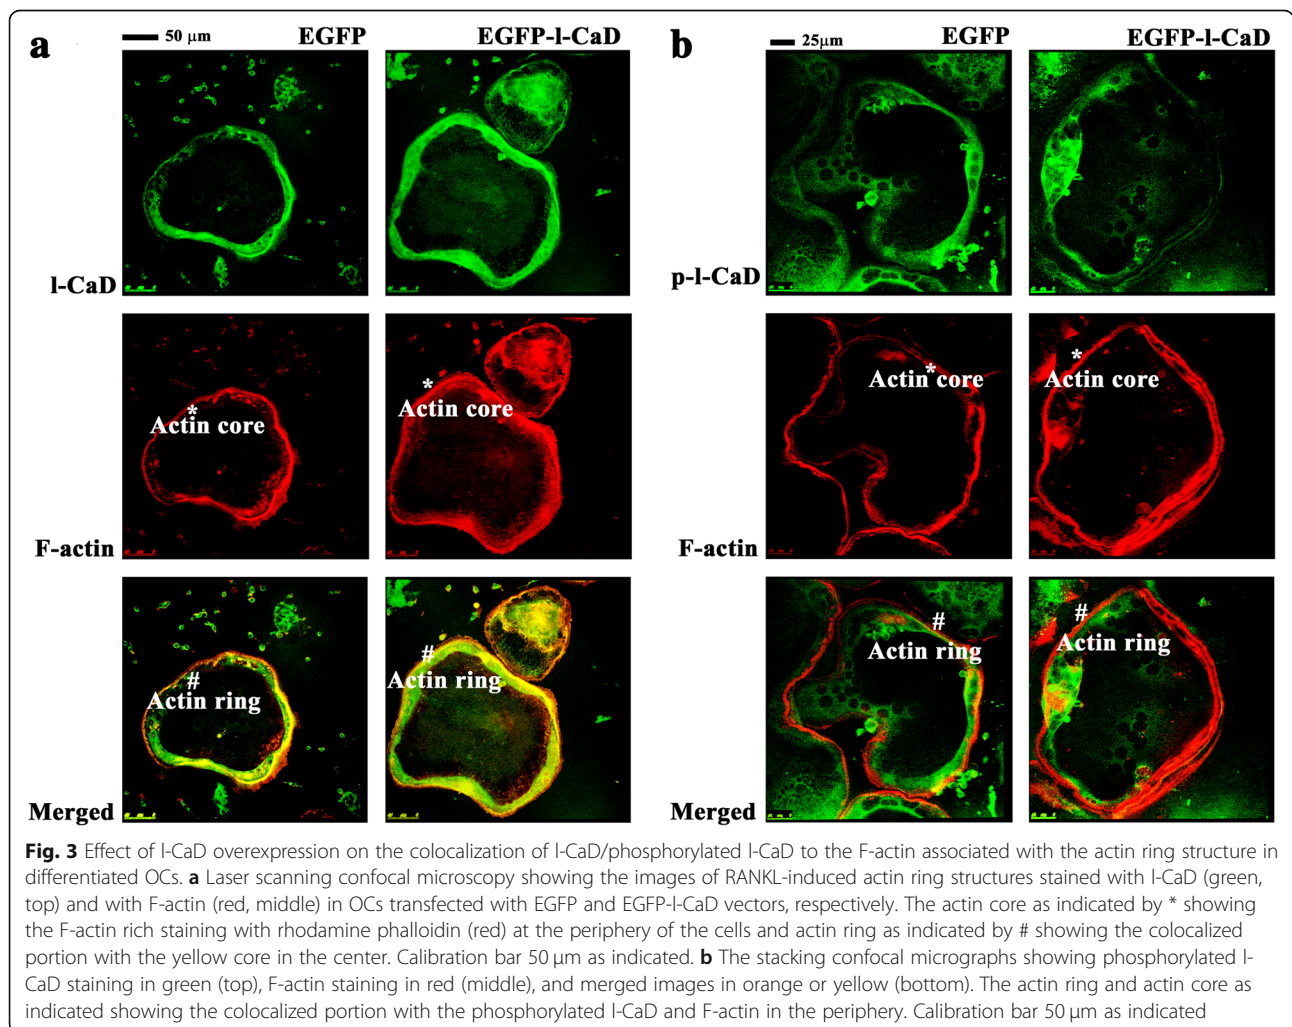 a
50 µm
EGFP
EGFP-l-CaD
b
25µm
EGFP
EGFP-l-CaD
l-CaD
p-l-CaD
*
Actin core
*
Actin core
Actin core
*
*
Actin core
F-actin
F-actin
#
Actin ring
#
Actin ring
#
Actin ring
#
Actin ring
Merged
Merged
Fig. 3 Effect of l-CaD overexpression on the colocalization of l-CaD/phosphorylated l-CaD to the F-actin associated with the actin ring structure in
differentiated OCs. a Laser scanning confocal microscopy showing the images of RANKL-induced actin ring structures stained with l-CaD (green,
top) and with F-actin (red, middle) in OCs transfected with EGFP and EGFP-l-CaD vectors, respectively. The actin core as indicated by * showing
the F-actin rich staining with rhodamine phalloidin (red) at the periphery of the cells and actin ring as indicated by # showing the colocalized
portion with the yellow core in the center. Calibration bar 50 µm as indicated. b The stacking confocal micrographs showing phosphorylated l-
CaD staining in green (top), F-actin staining in red (middle), and merged images in orange or yellow (bottom). The actin ring and actin core as
indicated showing the colocalized portion with the phosphorylated l-CaD and F-actin in the periphery. Calibration bar 50 µm as indicated